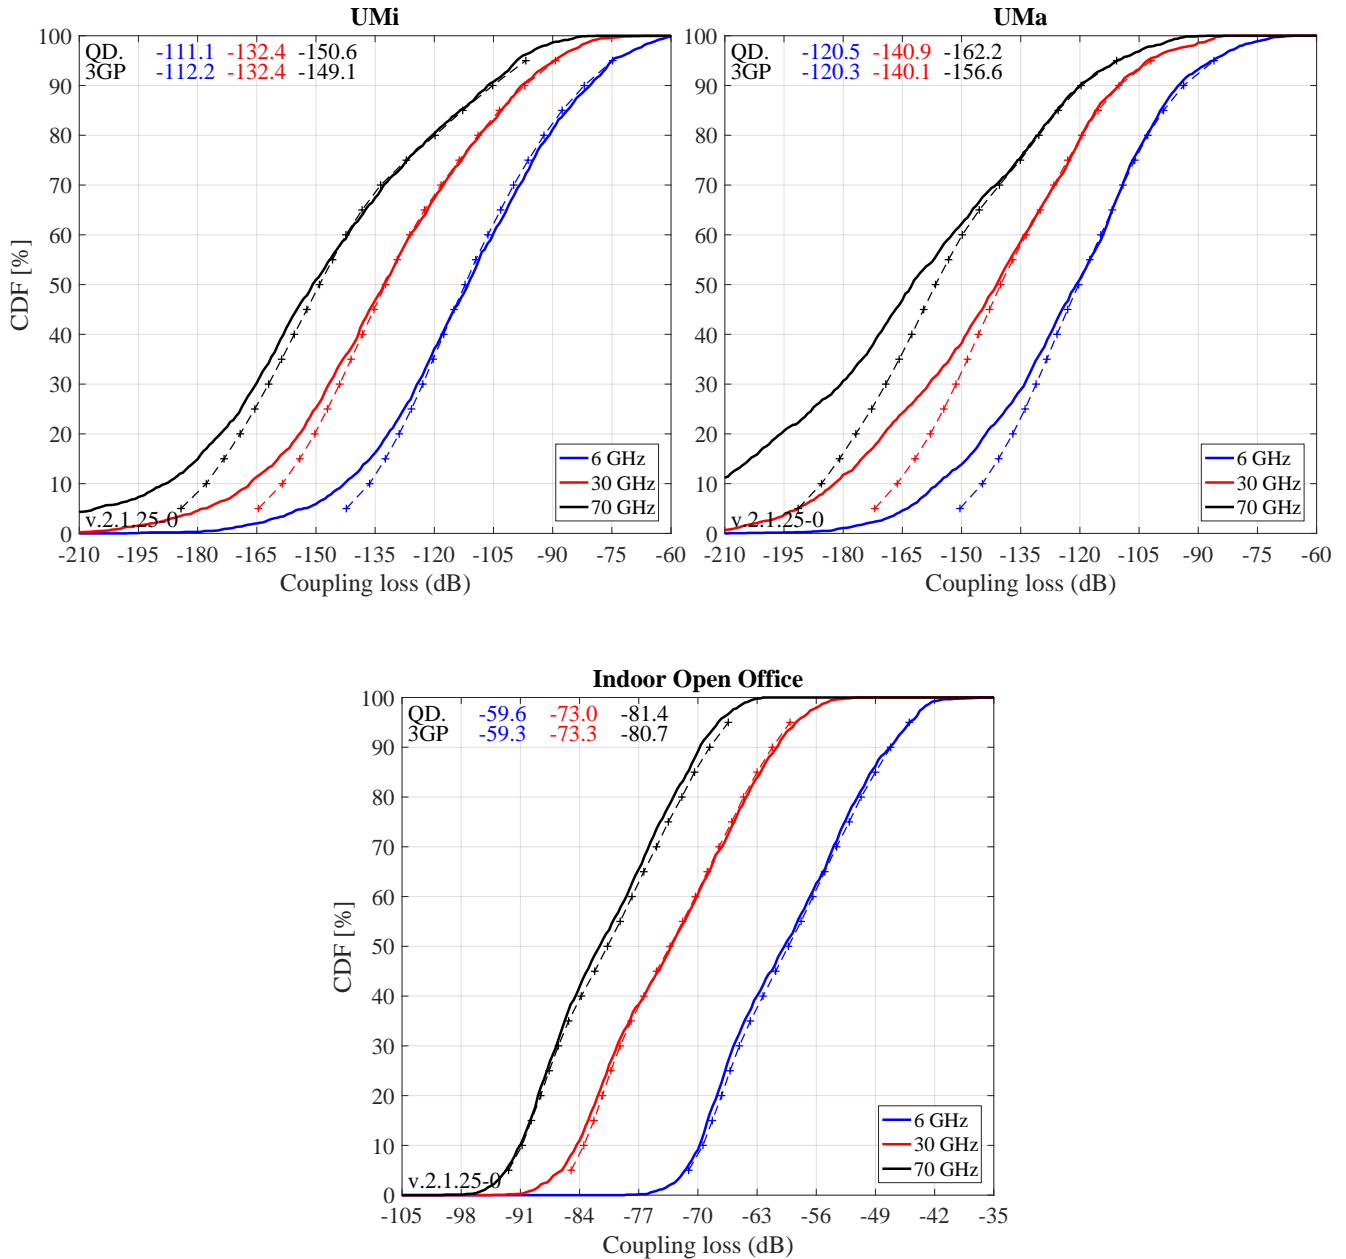 UMi
QD. -111.1 -132.4 -150.6
3GP -112.2 -132.4 -149.1
100
90
80
70
60
50
40
30
20
10
0
CDF [%]
v.2.1.25-0
6 GHz
30 GHz
70 GHz
-210 -195 -180 -165 -150 -135 -120 -105 -90 -75 -60
Coupling loss (dB)
UMa
QD. -120.5 -140.9 -162.2
3GP -120.3 -140.1 -156.6
100
90
80
70
60
50
40
30
20
10
0
v.2.1.25-0
6 GHz
30 GHz
70 GHz
-210 -195 -180 -165 -150 -135 -120 -105 -90 -75 -60
Coupling loss (dB)
Indoor Open Office
QD. -59.6 -73.0 -81.4
3GP -59.3 -73.3 -80.7
100
90
80
70
60
50
40
30
20
10
0
CDF [%]
v.2.1.25-0
6 GHz
30 GHz
70 GHz
-105 -98 -91 -84 -77 -70 -63 -56 -49 -42 -35
Coupling loss (dB)